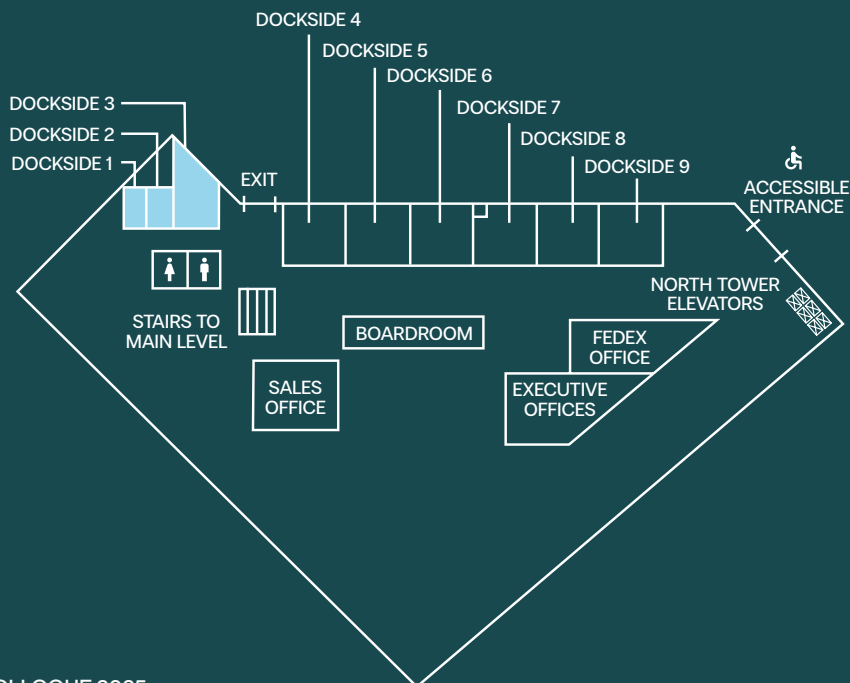 DOCKSIDE 4
DOCKSIDE 5
DOCKSIDE 6
DOCKSIDE 3
DOCKSIDE 7
DOCKSIDE 2
DOCKSIDE 8
DOCKSIDE 1
DOCKSIDE 9
EXIT
ACCESSIBLE
ENTRANCE
NORTH TOWER
ELEVATORS
STAIRS TO
MAIN LEVEL
BOARDROOM
FEDEX
OFFICE
SALES
OFFICE
EXECUTIVE
OFFICES